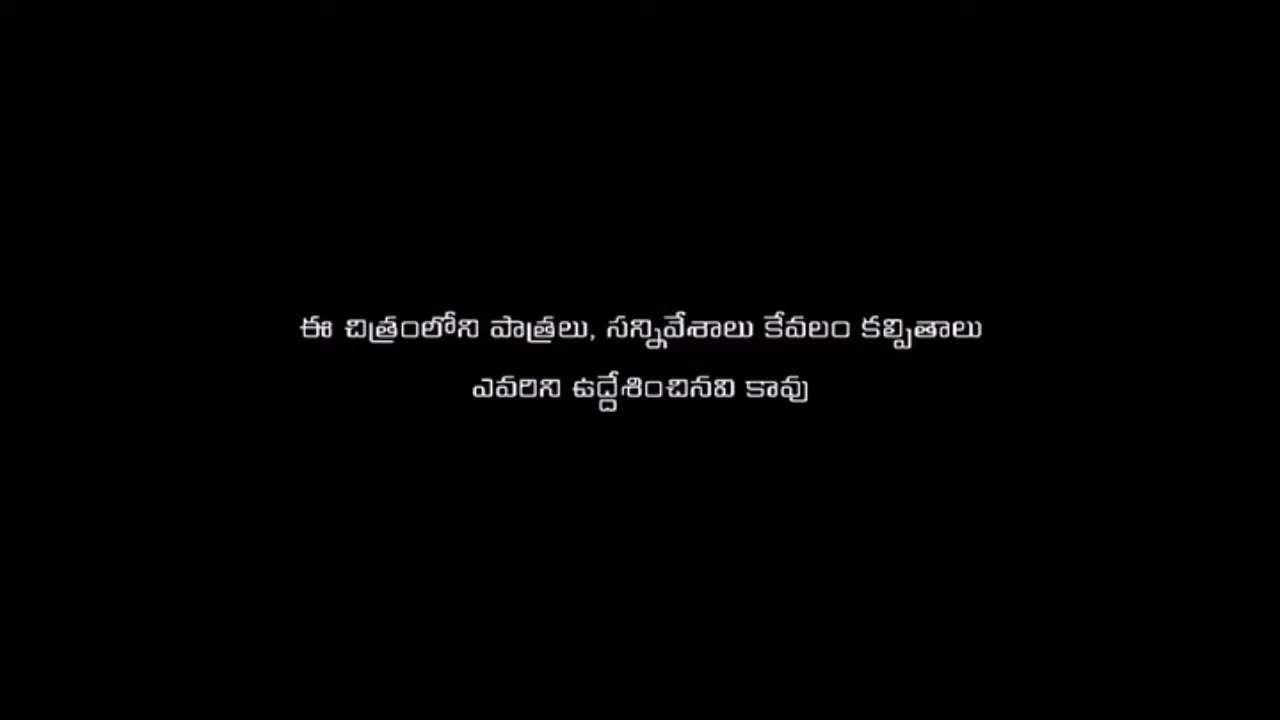 ఈ చిత్రంలోని పాత్రలు, సన్నివేశాలు కేవలం కల్పితాలు
ఎవరిని ఉద్దేశించినవి కావు